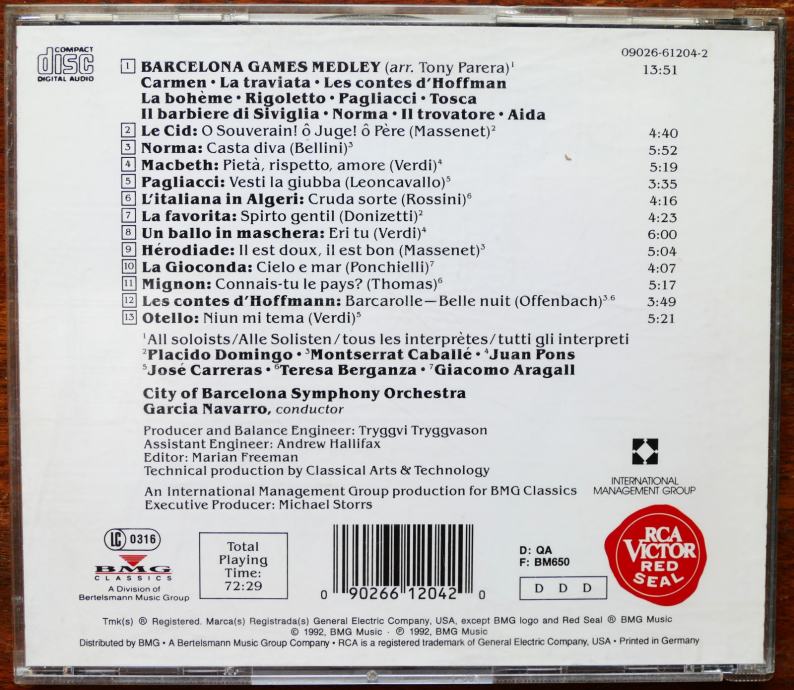 COMPACT
disc
DIGITAL AUDIO
09026-61204-2
1 BARCELONA GAMES MEDLEY (arr. Tony Parera)¹ 13:51
Carmen · La traviata · Les contes d'Hoffman
La bohème · Rigoletto · Pagliacci · Tosca
Il barbiere di Siviglia · Norma · Il trovatore · Aida
2 Le Cid: O Souverain! ô Juge! ô Père (Massenet)² 4:40
3 Norma: Casta diva (Bellini)³ 5:52
4 Macbeth: Pietà, rispetto, amore (Verdi)⁴ 5:19
5 Pagliacci: Vesti la giubba (Leoncavallo)⁵ 3:35
6 L'italiana in Algeri: Cruda sorte (Rossini)⁶ 4:16
7 La favorita: Spirto gentil (Donizetti)² 4:23
8 Un ballo in maschera: Eri tu (Verdi)⁴ 6:00
9 Hérodiade: Il est doux, il est bon (Massenet)³ 5:04
10 La Gioconda: Cielo e mar (Ponchielli)⁷ 4:07
11 Mignon: Connais-tu le pays? (Thomas)⁶ 5:17
12 Les contes d'Hoffmann: Barcarolle—Belle nuit (Offenbach)³ ⁶ 3:49
13 Otello: Niun mi tema (Verdi)⁵ 5:21
¹All soloists/Alle Solisten/tous les interprètes/tutti gli interpreti
²Placido Domingo · ³Montserrat Caballé · ⁴Juan Pons
⁵José Carreras · ⁶Teresa Berganza · ⁷Giacomo Aragall
City of Barcelona Symphony Orchestra
Garcia Navarro, conductor
Producer and Balance Engineer: Tryggvi Tryggvason
Assistant Engineer: Andrew Hallifax
Editor: Marian Freeman
Technical production by Classical Arts & Technology
An International Management Group production for BMG Classics
Executive Producer: Michael Storrs
INTERNATIONAL
MANAGEMENT GROUP
LC 0316
BMG
CLASSICS
A Division of
Bertelsmann Music Group
Total
Playing
Time:
72:29
0 90266 12042 0
D: QA
F: BM650
D D D
RCA
VICTOR
RED
SEAL
Tmk(s) ® Registered. Marca(s) Registrada(s) General Electric Company, USA, except BMG logo and Red Seal ® BMG Music
© 1992, BMG Music · ℗ 1992, BMG Music
Distributed by BMG · A Bertelsmann Music Group Company · RCA is a registered trademark of General Electric Company, USA · Printed in Germany